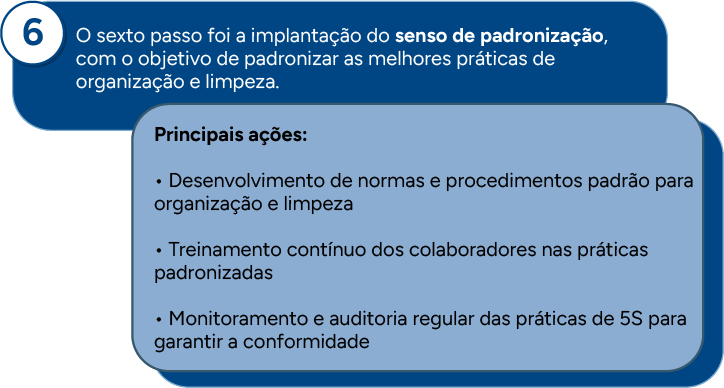 6
O sexto passo foi a implantação do senso de padronização,
com o objetivo de padronizar as melhores práticas de
organização e limpeza.
Principais ações:
• Desenvolvimento de normas e procedimentos padrão para
organização e limpeza
• Treinamento contínuo dos colaboradores nas práticas
padronizadas
• Monitoramento e auditoria regular das práticas de 5S para
garantir a conformidade